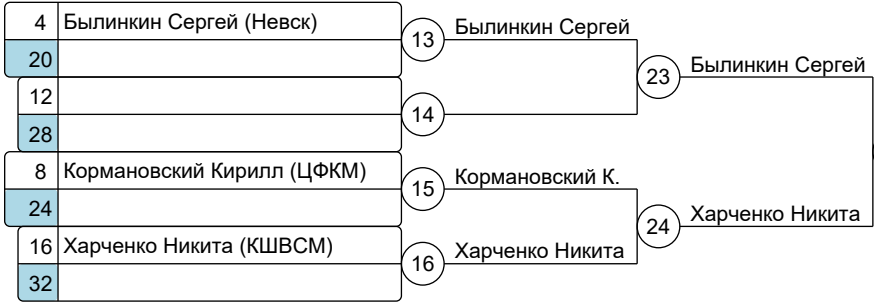 4 Былинкин Сергей (Невск)
20
13 Былинкин Сергей
12
28
14
23 Былинкин Сергей
8 Кормановский Кирилл (ЦФКМ)
24
15 Кормановский К.
16 Харченко Никита (КШВСМ)
32
16 Харченко Никита
24 Харченко Никита